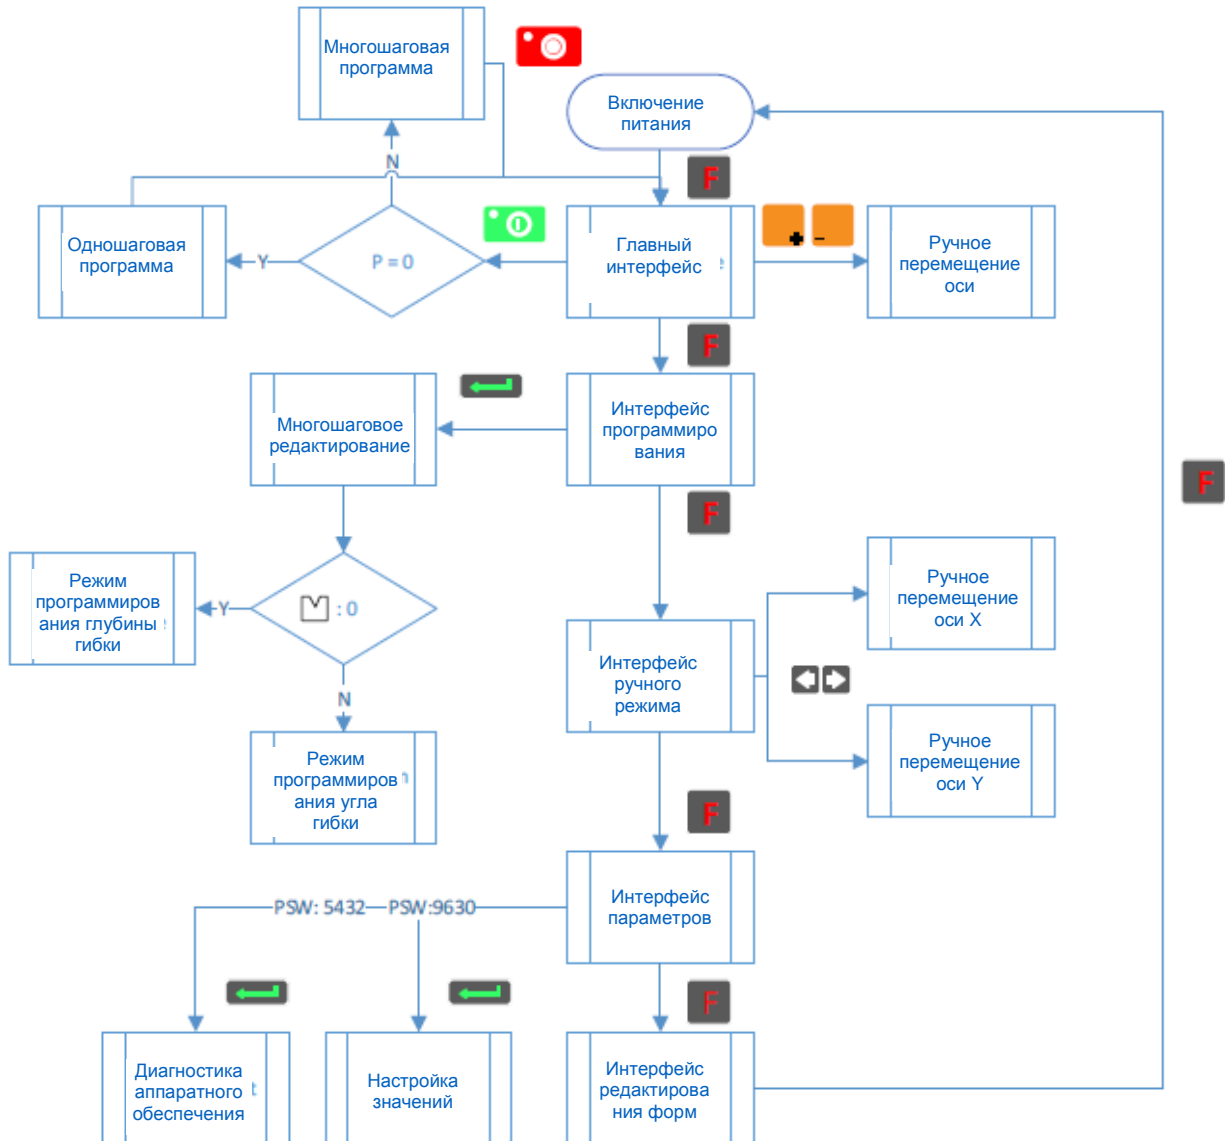 Многошаговая
программа
Включение
питания
N
F
Одношаговая
программа
Y
P = 0
Главный
интерфейс
+ −
Ручное
перемещение
оси
F
Многошаговое
редактирование
Интерфейс
программиро
вания
F
F
Режим
программиров
ания глубины
гибки
Y
: 0
N
Ручное
перемещение
оси X
Интерфейс
ручного
режима
Ручное
перемещение
оси Y
Режим
программиров
ания угла
гибки
F
Интерфейс
параметров
PSW: 5432
PSW:9630
F
Диагностика
аппаратного
обеспечения
Настройка
значений
Интерфейс
редактирова
ния форм